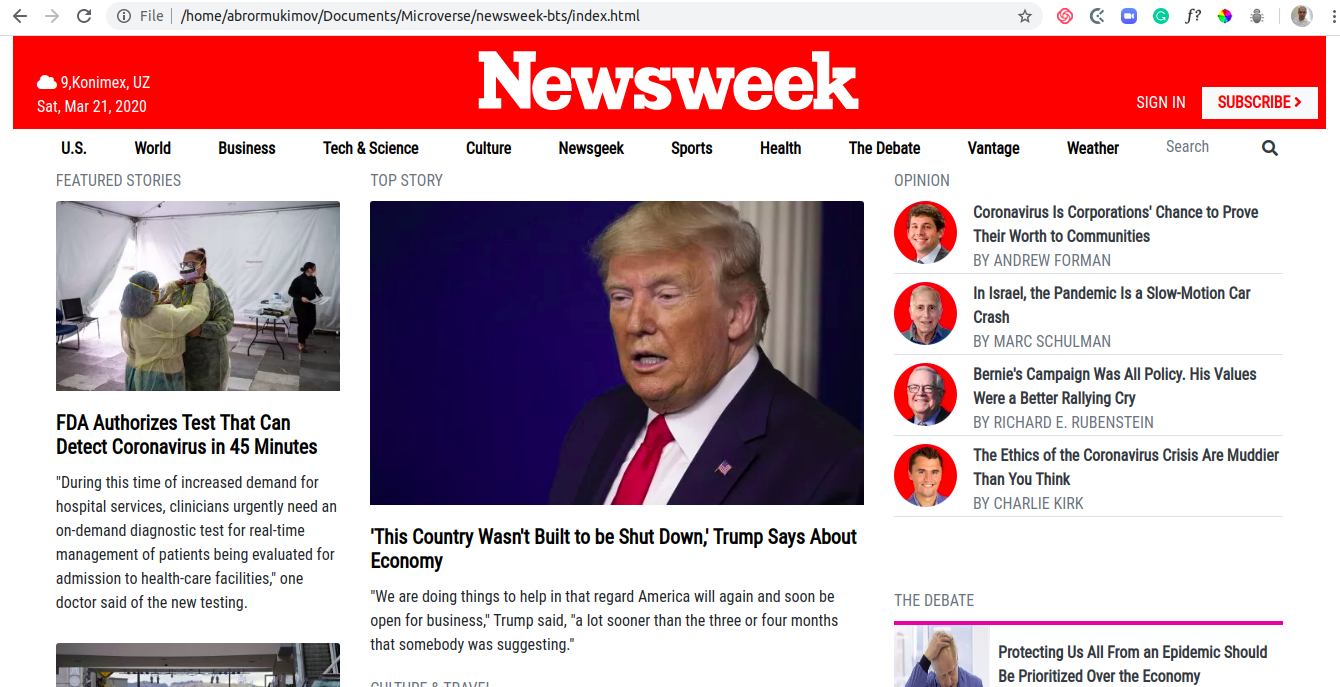 File | /home/abrormukimov/Documents/Microverse/newsweek-bts/index.html
f?
9,Konimex, UZ
Sat, Mar 21, 2020
Newsweek
SIGN IN
SUBSCRIBE
U.S. World Business Tech & Science Culture Newsgeek Sports Health The Debate Vantage Weather Search
FEATURED STORIES
FDA Authorizes Test That Can
Detect Coronavirus in 45 Minutes
"During this time of increased demand for
hospital services, clinicians urgently need an
on-demand diagnostic test for real-time
management of patients being evaluated for
admission to health-care facilities," one
doctor said of the new testing.
TOP STORY
'This Country Wasn't Built to be Shut Down,' Trump Says About
Economy
"We are doing things to help in that regard America will again and soon be
open for business," Trump said, "a lot sooner than the three or four months
that somebody was suggesting."
CULTURE & TRAVEL
OPINION
Coronavirus Is Corporations' Chance to Prove
Their Worth to Communities
BY ANDREW FORMAN
In Israel, the Pandemic Is a Slow-Motion Car
Crash
BY MARC SCHULMAN
Bernie's Campaign Was All Policy. His Values
Were a Better Rallying Cry
BY RICHARD E. RUBENSTEIN
The Ethics of the Coronavirus Crisis Are Muddier
Than You Think
BY CHARLIE KIRK
THE DEBATE
Protecting Us All From an Epidemic Should
Be Prioritized Over the Economy